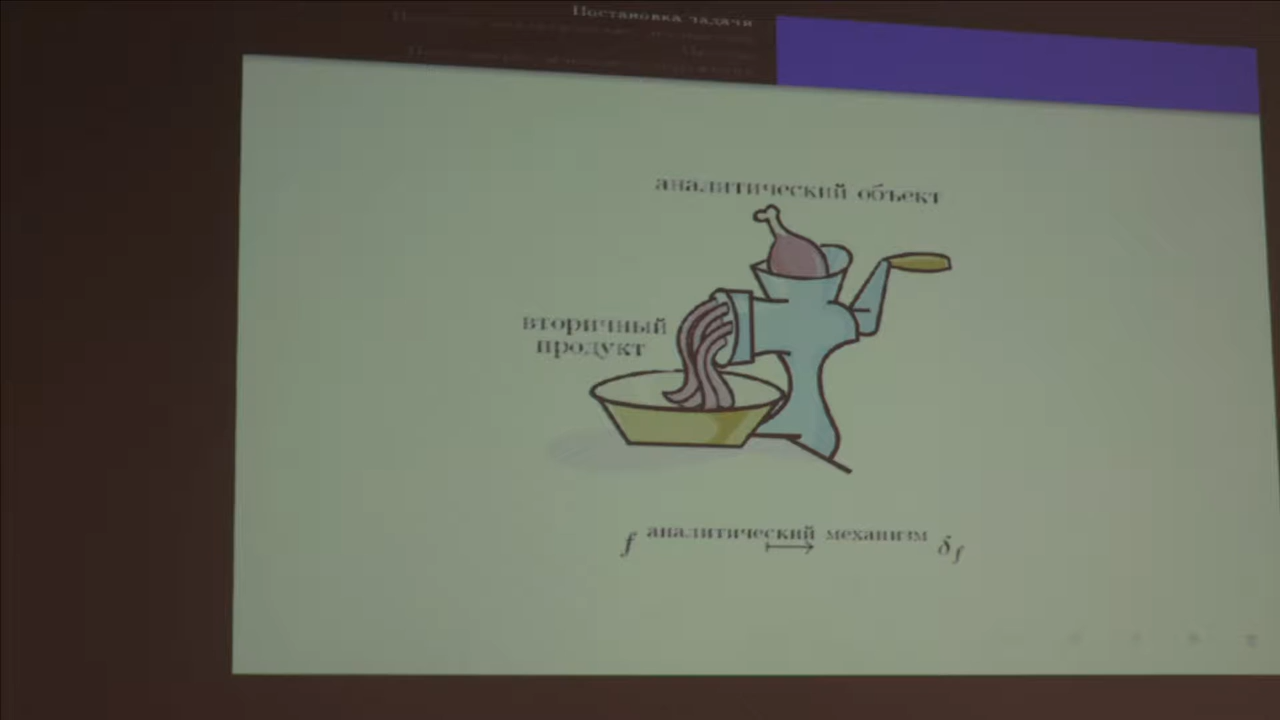 Постановка задачи
аналитический объект
вторичный
продукт
f аналитический механизм δf
⟼